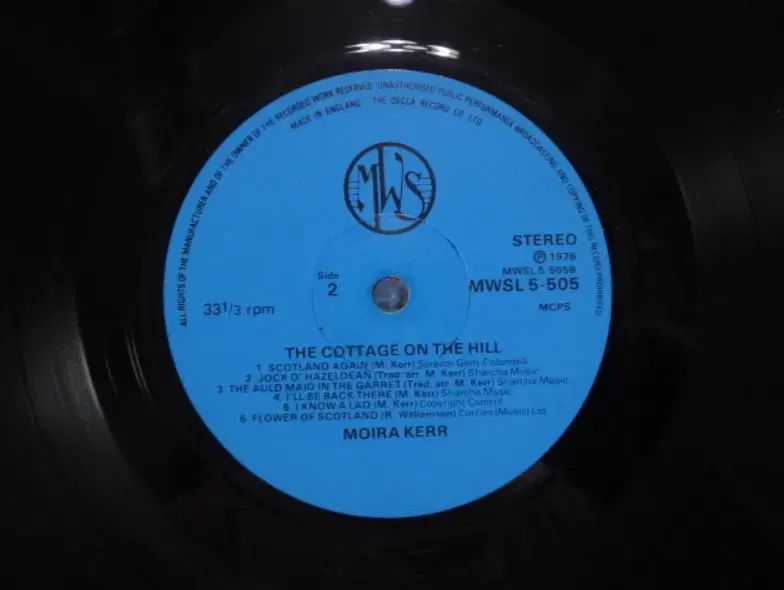 ALL RIGHTS OF THE MANUFACTURER AND OF THE OWNER OF THE RECORDED WORK RESERVED UNAUTHORISED PUBLIC PERFORMANCE BROADCASTING AND COPYING OF THIS RECORD PROHIBITED
MADE IN ENGLAND THE DECCA RECORD CO LTD
MWS
STEREO
Ⓟ 1976
Side MWSL 5 505B
2 MWSL 5-505
33 1/3 rpm MCPS
THE COTTAGE ON THE HILL
1 SCOTLAND AGAIN (M. Kerr) Screen Gem-Columbia
2 JOCK O' HAZELDEAN (Trad. arr. M. Kerr) Sharcha Music
3 THE AULD MAID IN THE GARRET (Trad. arr. M. Kerr) Sharcha Music
4 I'LL BE BACK THERE (M. Kerr) Sharcha Music
5 I KNOW A LAD (M. Kerr) Copyright Control
6 FLOWER OF SCOTLAND (R. Williamson) Corries (Music) Ltd
MOIRA KERR